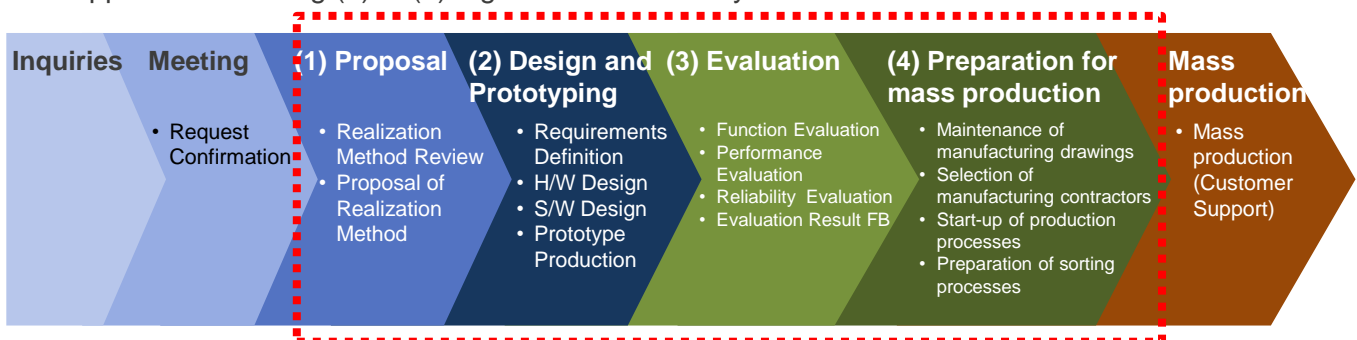 Inquiries
Meeting
• Request
Confirmation
(1) Proposal
• Realization
Method Review
• Proposal of
Realization
Method
(2) Design and
Prototyping
• Requirements
Definition
• H/W Design
• S/W Design
• Prototype
Production
(3) Evaluation
• Function Evaluation
• Performance
Evaluation
• Reliability Evaluation
• Evaluation Result FB
(4) Preparation for
mass production
• Maintenance of
manufacturing drawings
• Selection of
manufacturing contractors
• Start-up of production
processes
• Preparation of sorting
processes
Mass
production
• Mass
production
(Customer
Support)